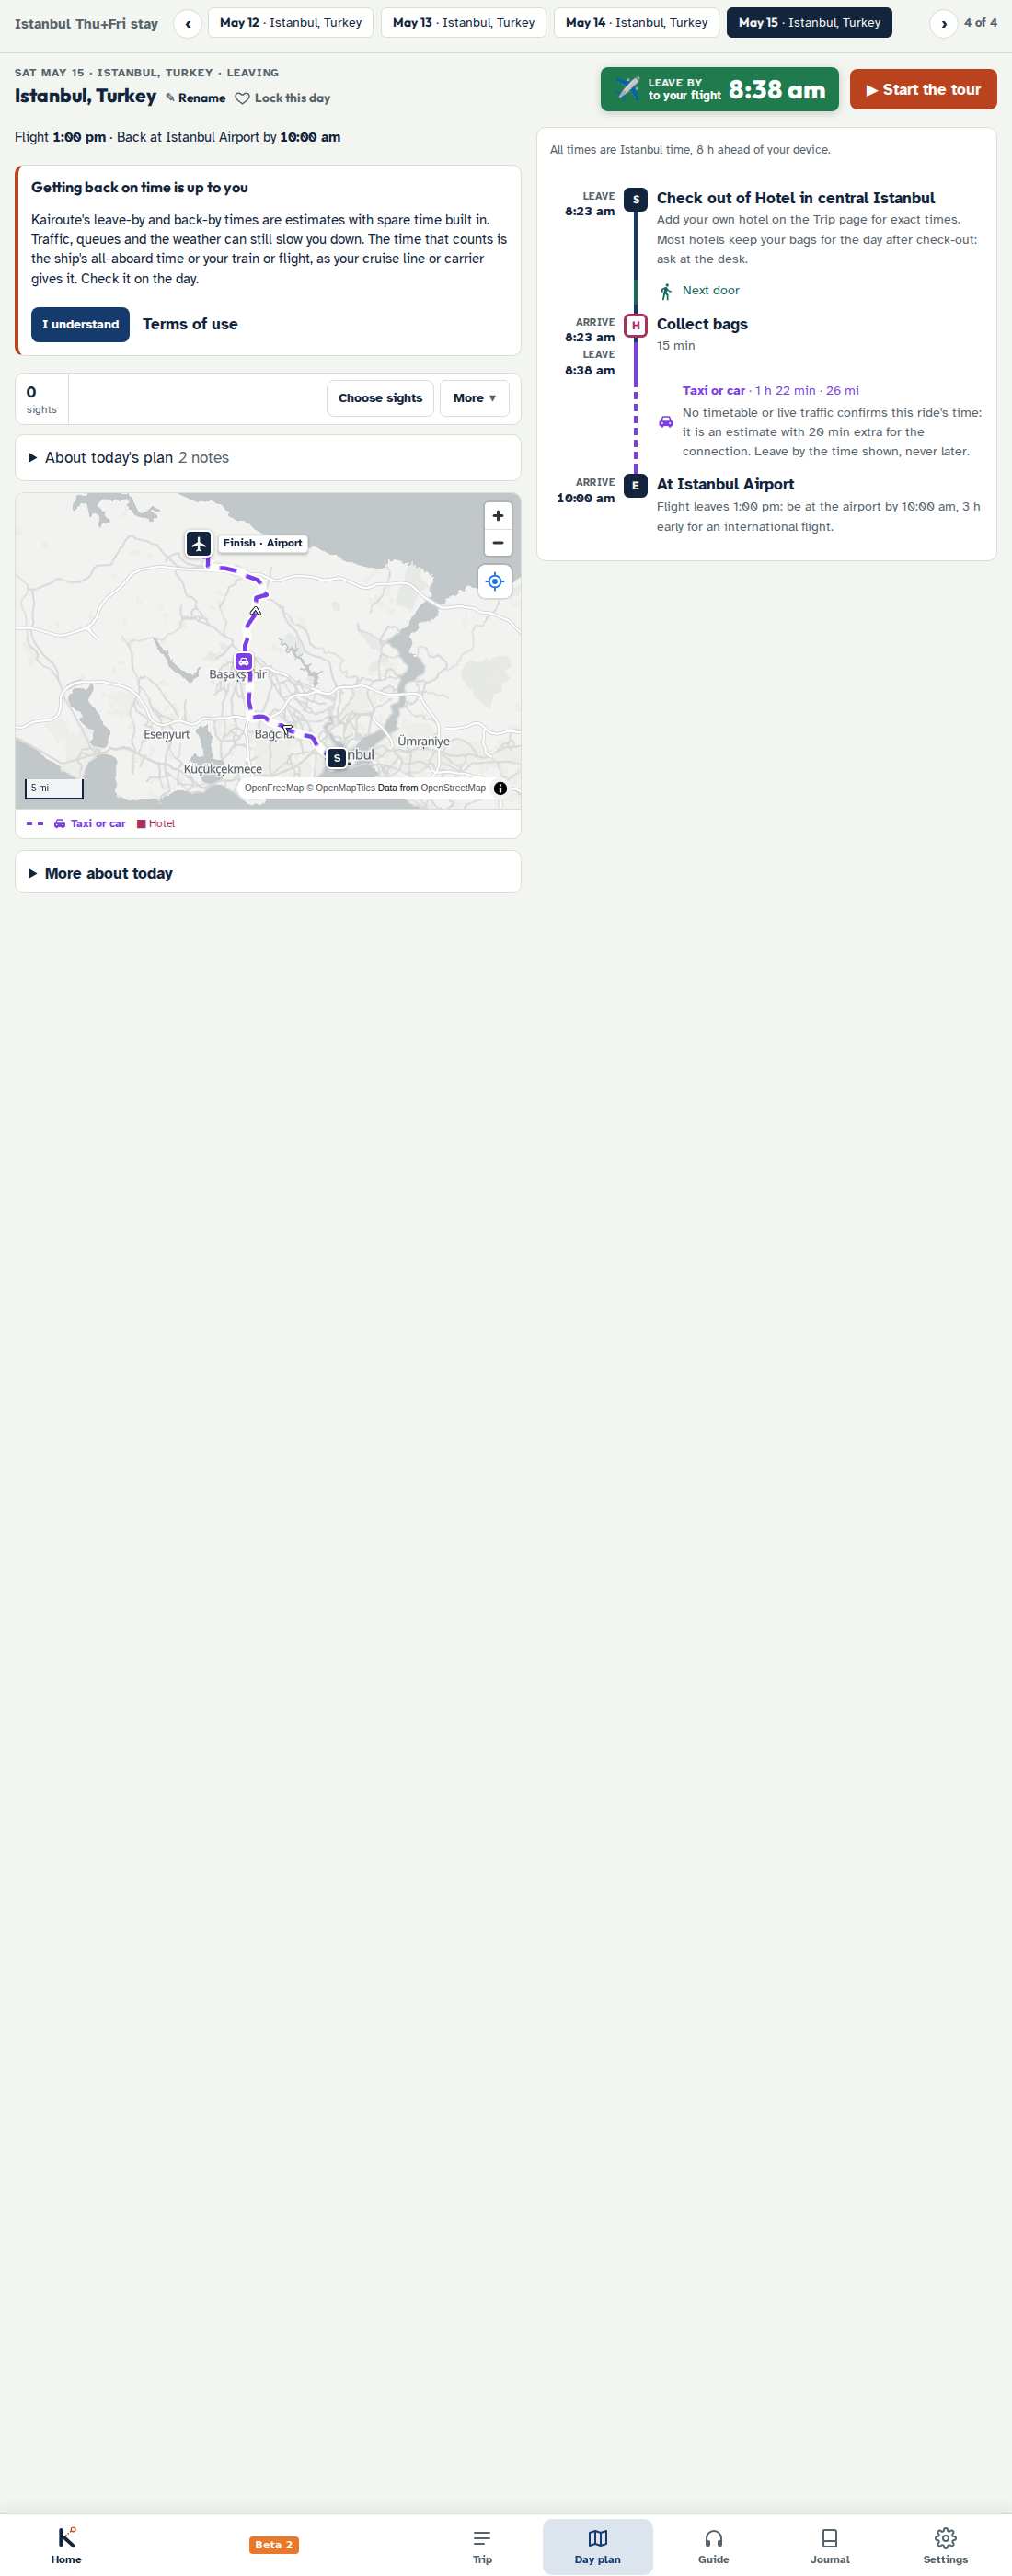 Istanbul Thu+Fri stay
‹
May 12 · Istanbul, Turkey
May 13 · Istanbul, Turkey
May 14 · Istanbul, Turkey
May 15 · Istanbul, Turkey
›
4 of 4
SAT MAY 15 · ISTANBUL, TURKEY · LEAVING
Istanbul, Turkey
✎ Rename
Lock this day
LEAVE BY
to your flight
8:38 am
▶ Start the tour
Flight 1:00 pm · Back at Istanbul Airport by 10:00 am
Getting back on time is up to you
Kairoute's leave-by and back-by times are estimates with spare time built in.
Traffic, queues and the weather can still slow you down. The time that counts is
the ship's all-aboard time or your train or flight, as your cruise line or carrier
gives it. Check it on the day.
I understand
Terms of use
0
sights
Choose sights
More ▼
▶ About today's plan 2 notes
+
−
Finish · Airport
Esenyurt
Ümraniye
Küçükçekmece
S
5 mi
OpenFreeMap © OpenMapTiles Data from OpenStreetMap
Taxi or car
Hotel
▶ More about today
All times are Istanbul time, 8 h ahead of your device.
LEAVE
8:23 am
S
Check out of Hotel in central Istanbul
Add your own hotel on the Trip page for exact times.
Most hotels keep your bags for the day after check-out:
ask at the desk.
Next door
ARRIVE
8:23 am
LEAVE
8:38 am
H
Collect bags
15 min
Taxi or car · 1 h 22 min · 26 mi
No timetable or live traffic confirms this ride's time:
it is an estimate with 20 min extra for the
connection. Leave by the time shown, never later.
ARRIVE
10:00 am
E
At Istanbul Airport
Flight leaves 1:00 pm: be at the airport by 10:00 am, 3 h
early for an international flight.
Home
Beta 2
Trip
Day plan
Guide
Journal
Settings